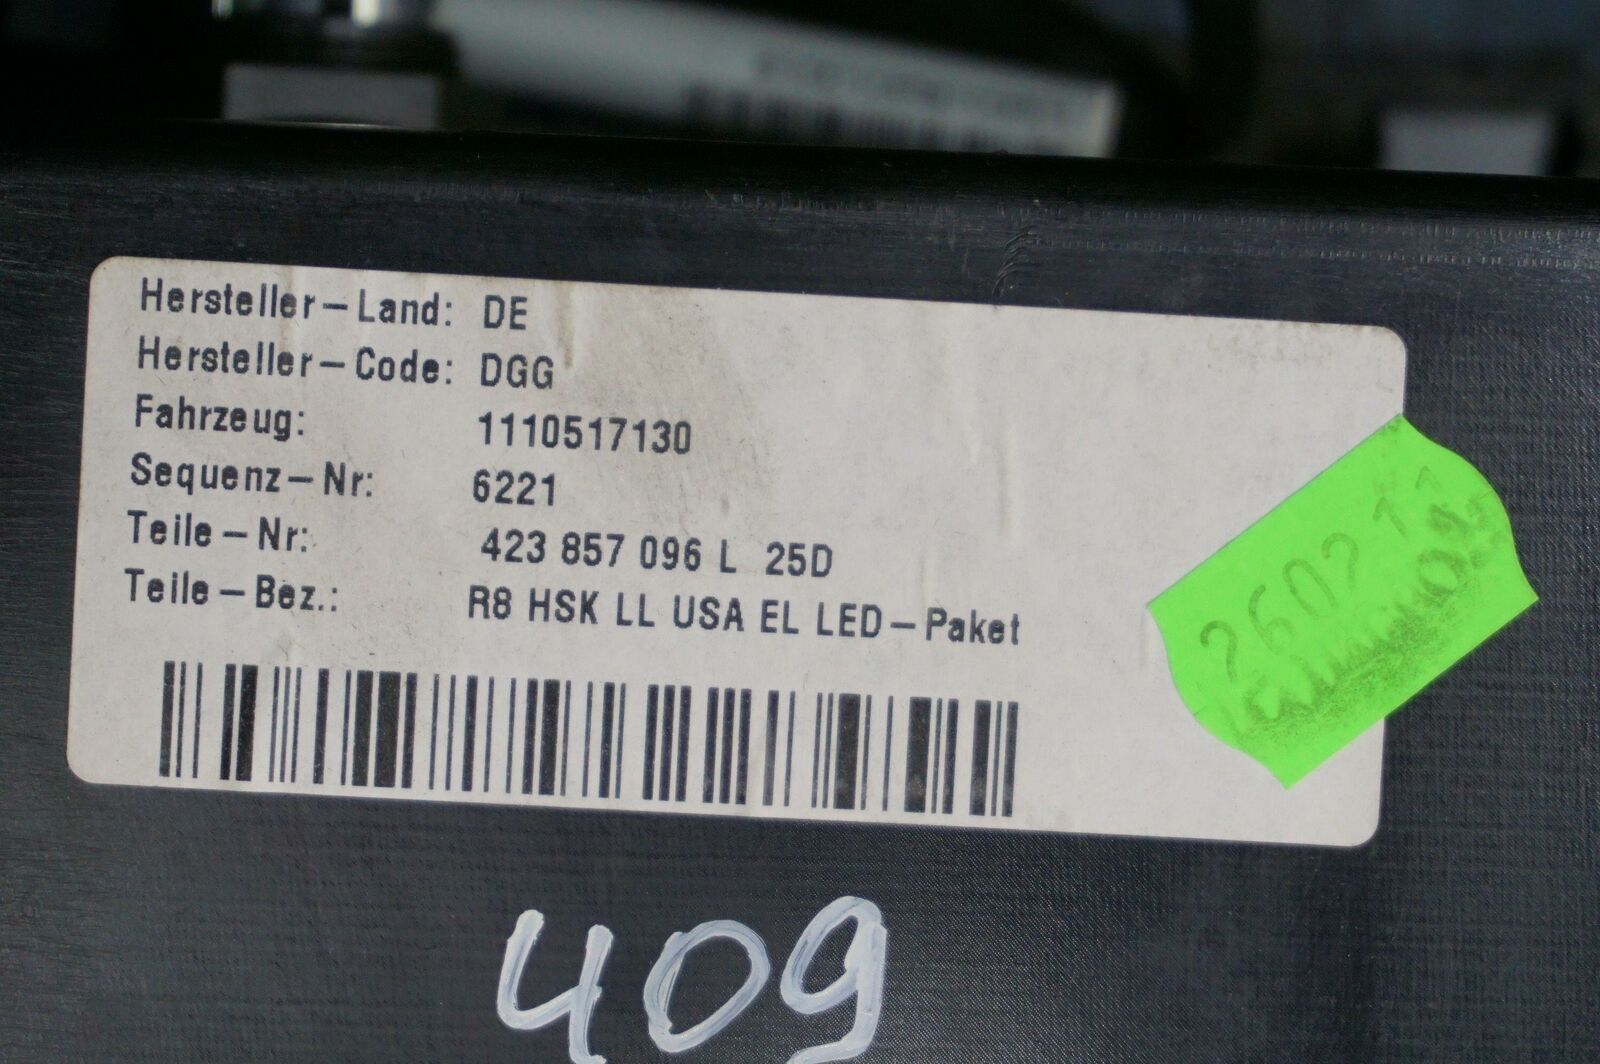 Hersteller-Land: DE
Hersteller-Code: DGG
Fahrzeug: 1110517130
Sequenz-Nr: 6221
Teile-Nr: 423 857 096 L 25D
Teile-Bez.: R8 HSK LL USA EL LED-Paket
409